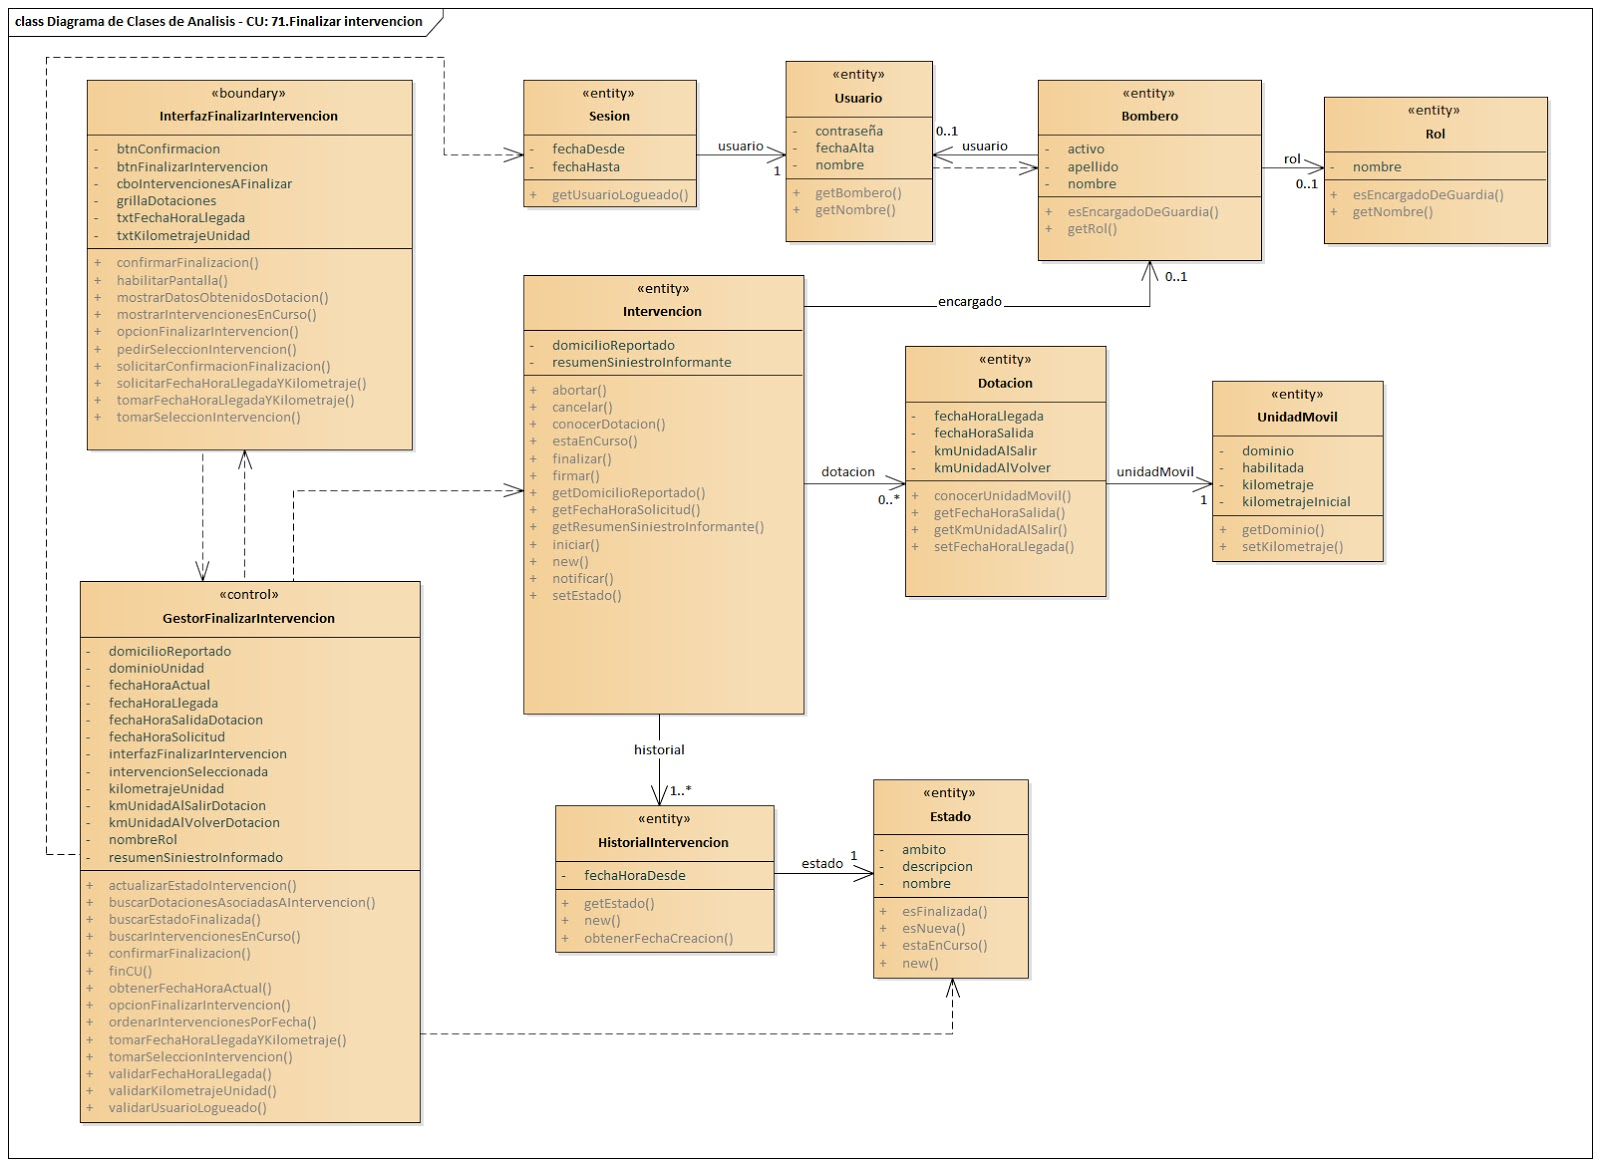 class Diagrama de Clases de Analisis - CU: 71.Finalizar intervencion
«boundary»
InterfazFinalizarIntervencion
- btnConfirmacion
- btnFinalizarIntervencion
- cboIntervencionesAFinalizar
- grillaDotaciones
- txtFechaHoraLlegada
- txtKilometrajeUnidad
+ confirmarFinalizacion()
+ habilitarPantalla()
+ mostrarDatosObtenidosDotacion()
+ mostrarIntervencionesEnCurso()
+ opcionFinalizarIntervencion()
+ pedirSeleccionIntervencion()
+ solicitarConfirmacionFinalizacion()
+ solicitarFechaHoraLlegadaYKilometraje()
+ tomarFechaHoraLlegadaYKilometraje()
+ tomarSeleccionIntervencion()
«entity»
Sesion
- fechaDesde
- fechaHasta
+ getUsuarioLogueado()
usuario
1
«entity»
Usuario
- contraseña
- fechaAlta
- nombre
+ getBombero()
+ getNombre()
0..1
usuario
«entity»
Bombero
- activo
- apellido
- nombre
+ esEncargadoDeGuardia()
+ getRol()
rol
0..1
«entity»
Rol
- nombre
+ esEncargadoDeGuardia()
+ getNombre()
0..1
encargado
«entity»
Intervencion
- domicilioReportado
- resumenSiniestroInformante
+ abortar()
+ cancelar()
+ conocerDotacion()
+ estaEnCurso()
+ finalizar()
+ firmar()
+ getDomicilioReportado()
+ getFechaHoraSolicitud()
+ getResumenSiniestroInformante()
+ iniciar()
+ new()
+ notificar()
+ setEstado()
dotacion
0..*
«entity»
Dotacion
- fechaHoraLlegada
- fechaHoraSalida
- kmUnidadAlSalir
- kmUnidadAlVolver
+ conocerUnidadMovil()
+ getFechaHoraSalida()
+ getKmUnidadAlSalir()
+ setFechaHoraLlegada()
unidadMovil
1
«entity»
UnidadMovil
- dominio
- habilitada
- kilometraje
- kilometrajeInicial
+ getDominio()
+ setKilometraje()
«control»
GestorFinalizarIntervencion
- domicilioReportado
- dominioUnidad
- fechaHoraActual
- fechaHoraLlegada
- fechaHoraSalidaDotacion
- fechaHoraSolicitud
- interfazFinalizarIntervencion
- intervencionSeleccionada
- kilometrajeUnidad
- kmUnidadAlSalirDotacion
- kmUnidadAlVolverDotacion
- nombreRol
- resumenSiniestroInformado
+ actualizarEstadoIntervencion()
+ buscarDotacionesAsociadasAIntervencion()
+ buscarEstadoFinalizada()
+ buscarIntervencionesEnCurso()
+ confirmarFinalizacion()
+ finCU()
+ obtenerFechaHoraActual()
+ opcionFinalizarIntervencion()
+ ordenarIntervencionesPorFecha()
+ tomarFechaHoraLlegadaYKilometraje()
+ tomarSeleccionIntervencion()
+ validarFechaHoraLlegada()
+ validarKilometrajeUnidad()
+ validarUsuarioLogueado()
historial
1..*
«entity»
HistorialIntervencion
- fechaHoraDesde
+ getEstado()
+ new()
+ obtenerFechaCreacion()
estado
1
«entity»
Estado
- ambito
- descripcion
- nombre
+ esFinalizada()
+ esNueva()
+ estaEnCurso()
+ new()